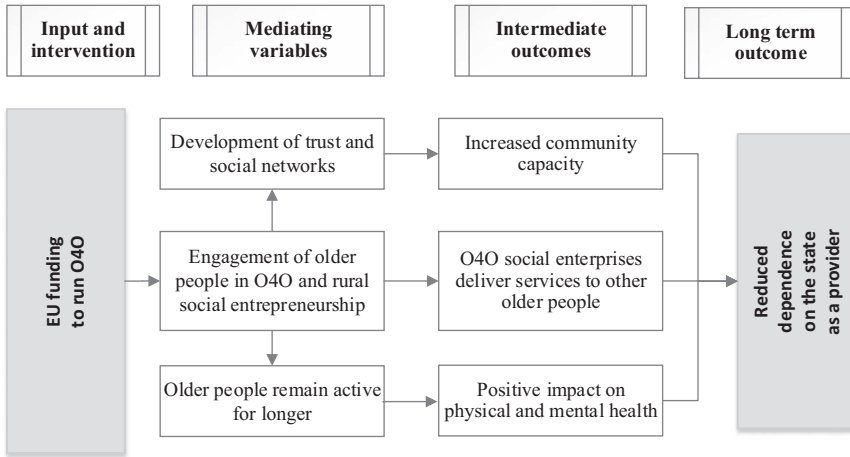 Input and
intervention
Mediating
variables
Intermediate
outcomes
Long term
outcome
EU funding
to run O4O
Development of trust and
social networks
Engagement of older
people in O4O and rural
social entrepreneurship
Older people remain active
for longer
Increased community
capacity
O4O social enterprises
deliver services to other
older people
Positive impact on
physical and mental health
Reduced
dependence
on the state
as a provider